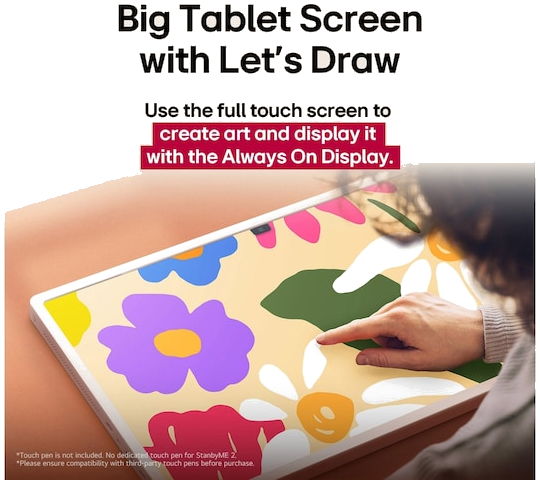 Big Tablet Screen
with Let's Draw
Use the full touch screen to
create art and display it
with the Always On Display.
*Touch pen is not included. No dedicated touch pen for StanbyME 2.
*Please ensure compatibility with third-party touch pens before purchase.